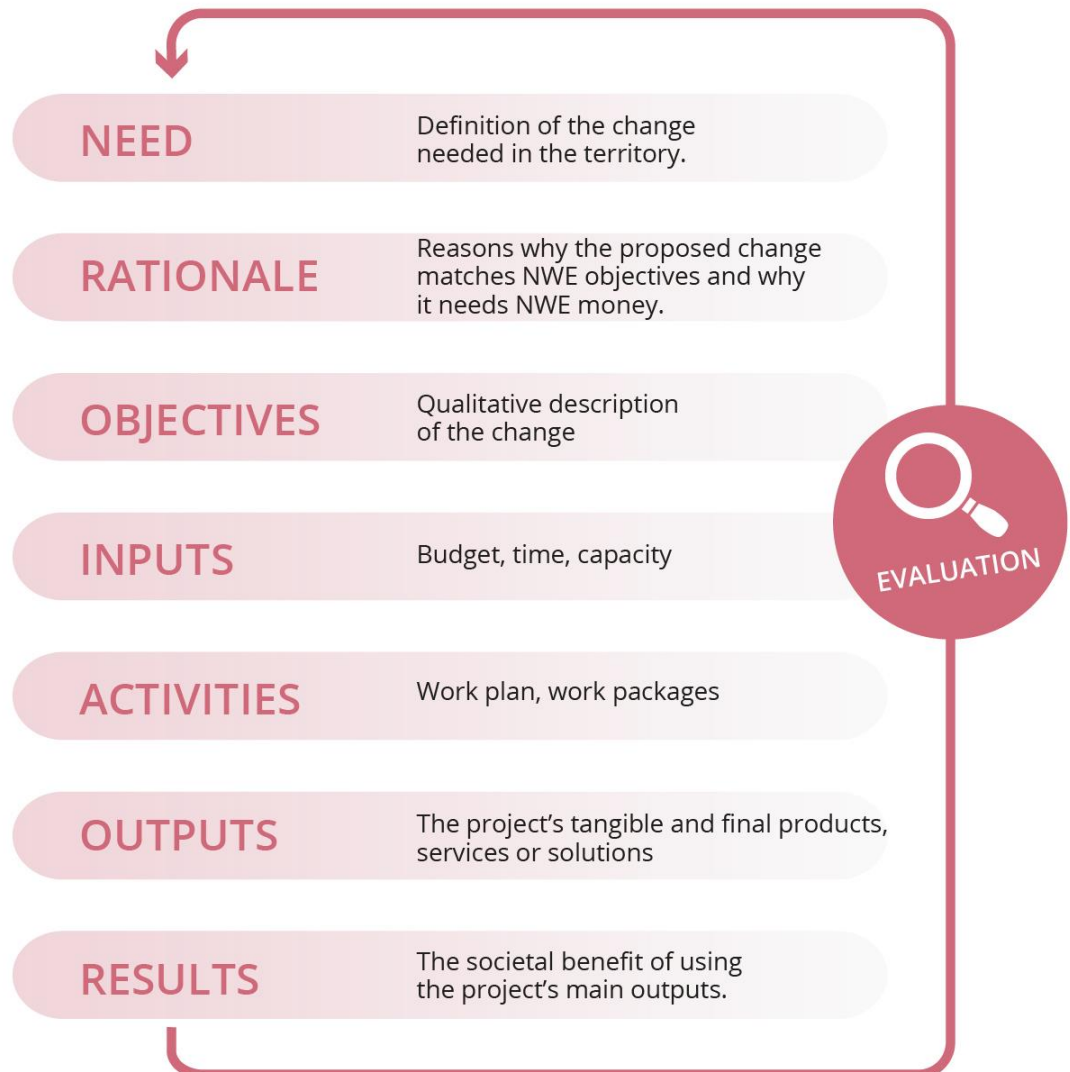 NEED
Definition of the change
needed in the territory.
RATIONALE
Reasons why the proposed change
matches NWE objectives and why
it needs NWE money.
OBJECTIVES
Qualitative description
of the change
INPUTS
Budget, time, capacity
EVALUATION
ACTIVITIES
Work plan, work packages
OUTPUTS
The project’s tangible and final products,
services or solutions
RESULTS
The societal benefit of using
the project’s main outputs.